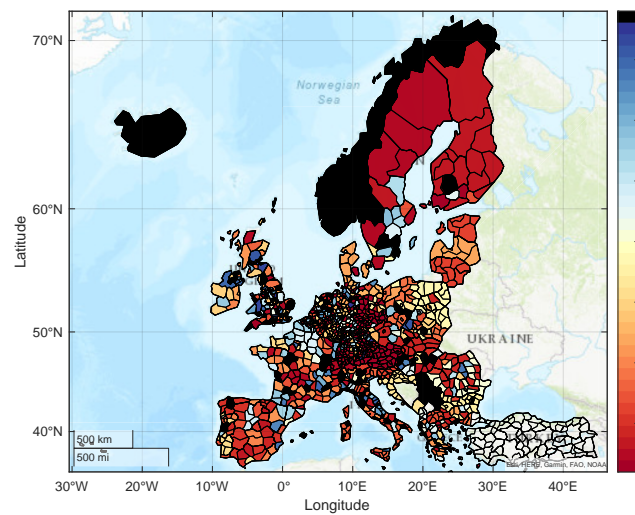 70°N
60°N
50°N
40°N
Latitude
Norwegian
Sea
UKRAINE
500 km
500 mi
Esri, HERE, Garmin, FAO, NOAA
30°W
20°W
10°W
0°
10°E
20°E
30°E
40°E
Longitude